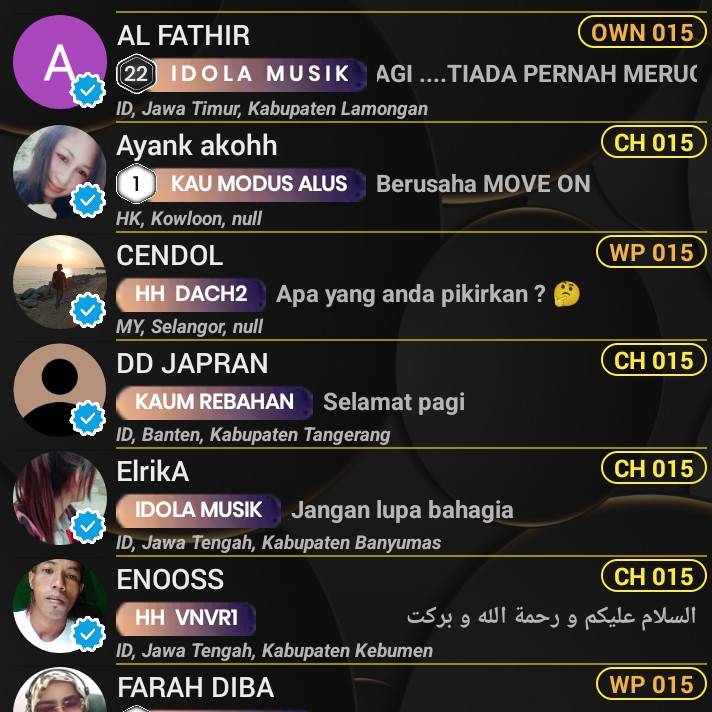 AL FATHIR
OWN 015
A
22 IDOLA MUSIK AGI ....TIADA PERNAH
ID, Jawa Timur, Kabupaten Lamongan
Ayank akohh
CH 015
1 KAU MODUS ALUS Berusaha MOVE ON
HK, Kowloon, null
CENDOL
WP 015
HH DACH2 Apa yang anda pikirkan ? 🤔
MY, Selangor, null
DD JAPRAN
CH 015
KAUM REBAHAN Selamat pagi
ID, Banten, Kabupaten Tangerang
ElrikA
CH 015
IDOLA MUSIK Jangan lupa bahagia
ID, Jawa Tengah, Kabupaten Banyumas
ENOOSS
CH 015
HH VNVR1 السلام عليكم و رحمة الله و بركت
ID, Jawa Tengah, Kabupaten Kebumen
FARAH DIBA
WP 015